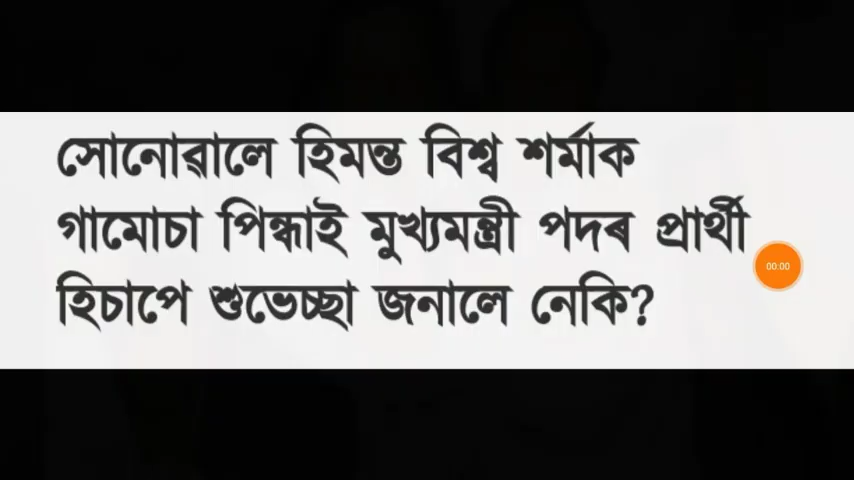 সোনোৱালে হিমন্ত বিশ্ব শৰ্মাক
গামোচা পিন্ধাই মুখ্যমন্ত্ৰী পদৰ প্ৰাৰ্থী
হিচাপে শুভেচ্ছা জনালে নেকি?
00:00